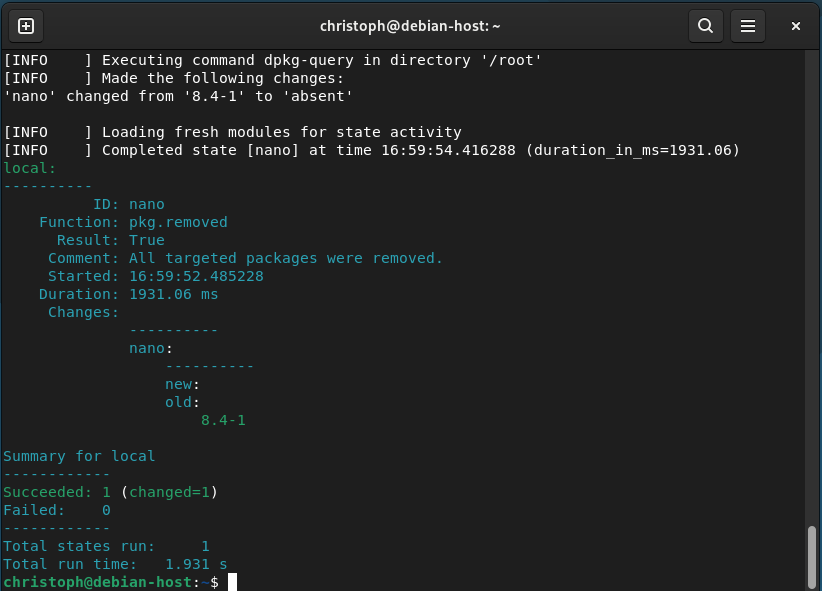 christoph@debian-host: ~
[INFO    ] Executing command dpkg-query in directory '/root'
[INFO    ] Made the following changes:
'nano' changed from '8.4-1' to 'absent'

[INFO    ] Loading fresh modules for state activity
[INFO    ] Completed state [nano] at time 16:59:54.416288 (duration_in_ms=1931.06)
local:
----------
          ID: nano
    Function: pkg.removed
      Result: True
     Comment: All targeted packages were removed.
     Started: 16:59:52.485228
    Duration: 1931.06 ms
     Changes:
              ----------
              nano:
                  ----------
                  new:
                  old:
                      8.4-1

Summary for local
------------
Succeeded: 1 (changed=1)
Failed:    0
------------
Total states run:     1
Total run time:   1.931 s
christoph@debian-host:~$